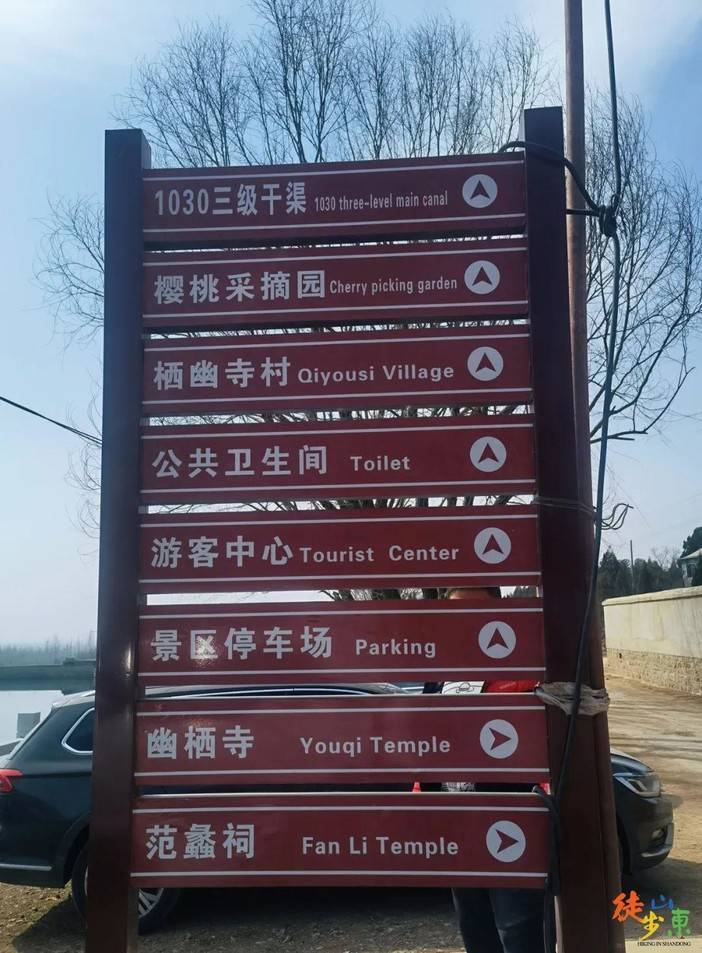 1030三级干渠 1030 three-level main canal
樱桃采摘园 Cherry picking garden
栖幽寺村 Qiyousi Village
公共卫生间 Toilet
游客中心 Tourist Center
景区停车场 Parking
幽栖寺 Youqi Temple
范蠡祠 Fan Li Temple
徒步山東
HIKING IN SHANDONG